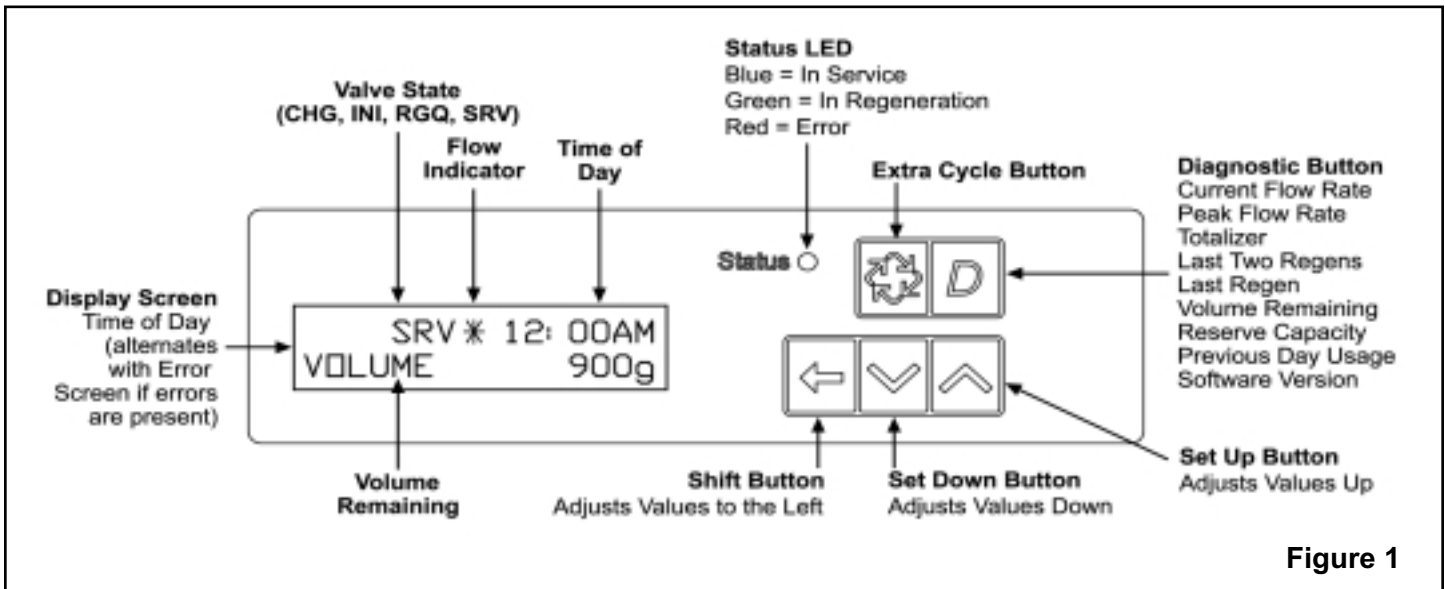 Status LED
Blue = In Service
Green = In Regeneration
Red = Error
Valve State
(CHG, INI, RGQ, SRV)
Flow
Indicator
Time of
Day
Extra Cycle Button
Diagnostic Button
Current Flow Rate
Peak Flow Rate
Totalizer
Last Two Regens
Last Regen
Volume Remaining
Reserve Capacity
Previous Day Usage
Software Version
Status
D
Display Screen
Time of Day
(alternates
with Error
Screen if errors
are present)
SRV * 12: 00AM
VOLUME 900g
Volume
Remaining
Shift Button
Adjusts Values to the Left
Set Down Button
Adjusts Values Down
Set Up Button
Adjusts Values Up
Figure 1